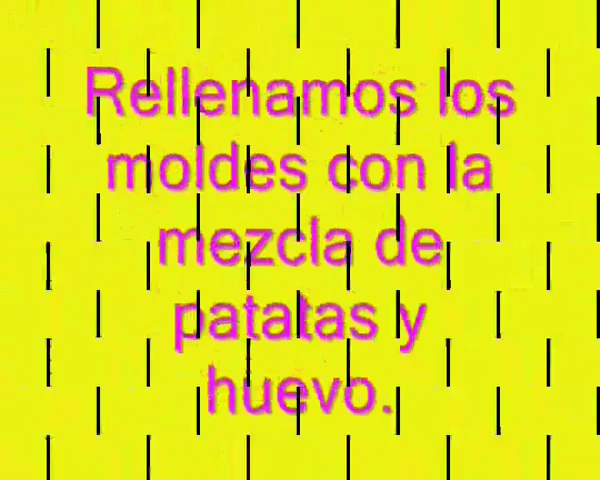 Rellenamos los
moldes con la
mezcla de
patatas y
huevo.